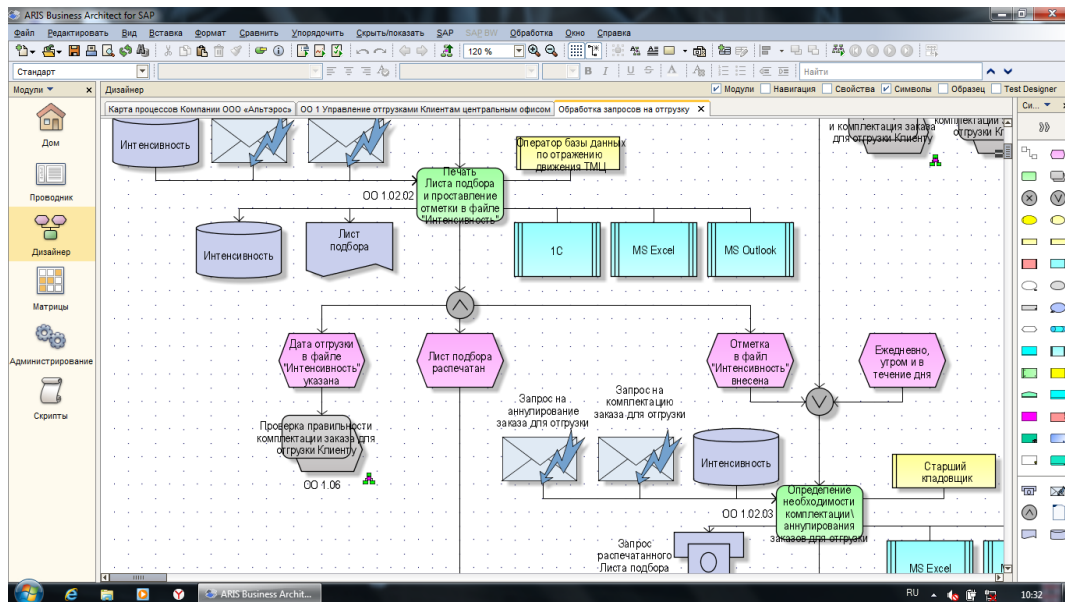 ARIS Business Architect for SAP
Файл Редактировать Вид Вставка Формат Сравнить Упорядочить Скрыть/показать SAP SAP BW Обработка Окно Справка
120 %
Стандарт
B I U S A
Найти
Модули
Дизайнер
Модули Навигация Свойства Символы Образец Test Designer
Карта процессов Компании ООО «Альтэрос» ОО 1 Управление отгрузками Клиентам центральным офисом Обработка запросов на отгрузку
Си...
Дом
Проводник
Дизайнер
Матрицы
Администрирование
Скрипты
Интенсивность
Оператор базы данных
по отражению
движения ТМЦ
и комплектация заказа
для отгрузки Клиенту
комплектации
отгрузки Кл
ОО 1.02.02
Печать
Листа подбора
и проставление
отметки в файле
"Интенсивность"
Интенсивность
Лист
подбора
1С
MS Excel
MS Outlook
Дата отгрузки
в файле
"Интенсивность"
указана
Лист подбора
распечатан
Отметка
в файл
"Интенсивность"
внесена
Ежедневно,
утром и в
течение дня
Проверка правильности
комплектации заказа для
отгрузки Клиенту
ОО 1.06
Запрос на
аннулирование
заказа для отгрузки
Запрос на
комплектацию
заказа для отгрузки
Интенсивность
Старший
кладовщик
ОО 1.02.03
Определение
необходимости
комплектации\
аннулирования
заказов для отгрузки
Запрос
распечатанного
Листа подбора
MS Excel
ARIS Business Archit...
RU
10:32